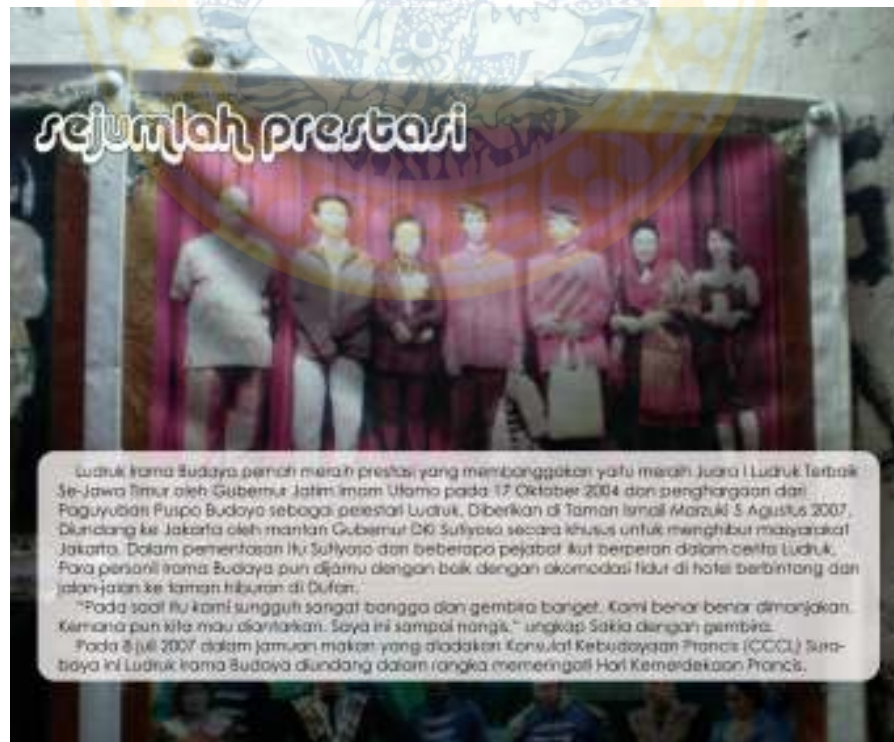 sejumlah prestasi
Ludruk Irama Budaya pernah meraih prestasi yang membanggakan yaitu meraih Juara I Ludruk Terbaik
Se-Jawa Timur oleh Gubernur Jatim Imam Utomo pada 17 Oktober 2004 dan penghargaan dari
Paguyuban Puspo Budoyo sebagai pelestari Ludruk. Diberikan di Taman Ismail Marzuki 5 Agustus 2007.
Diundang ke Jakarta oleh mantan Gubernur DKI Sutiyoso secara khusus untuk menghibur masyarakat
Jakarta. Dalam pementasan itu Sutiyoso dan beberapa pejabat ikut berperan dalam cerita Ludruk.
Para personil Irama Budaya pun dijamu dengan baik dengan akomodasi tidur di hotel berbintang dan
jalan-jalan ke taman hiburan di Dufan.
"Pada saat itu kami sungguh sangat bangga dan gembira banget. Kami benar benar dimanjakan.
Kemana pun kita mau diantarkan. Saya ini sampai nangis," ungkap Sakia dengan gembira.
Pada 8 juli 2007 dalam jamuan makan yang diadakan Konsulat Kebudayaan Prancis (CCCL) Sura-
baya ini Ludruk Irama Budaya diundang dalam rangka memeringati Hari Kemerdekaan Prancis.